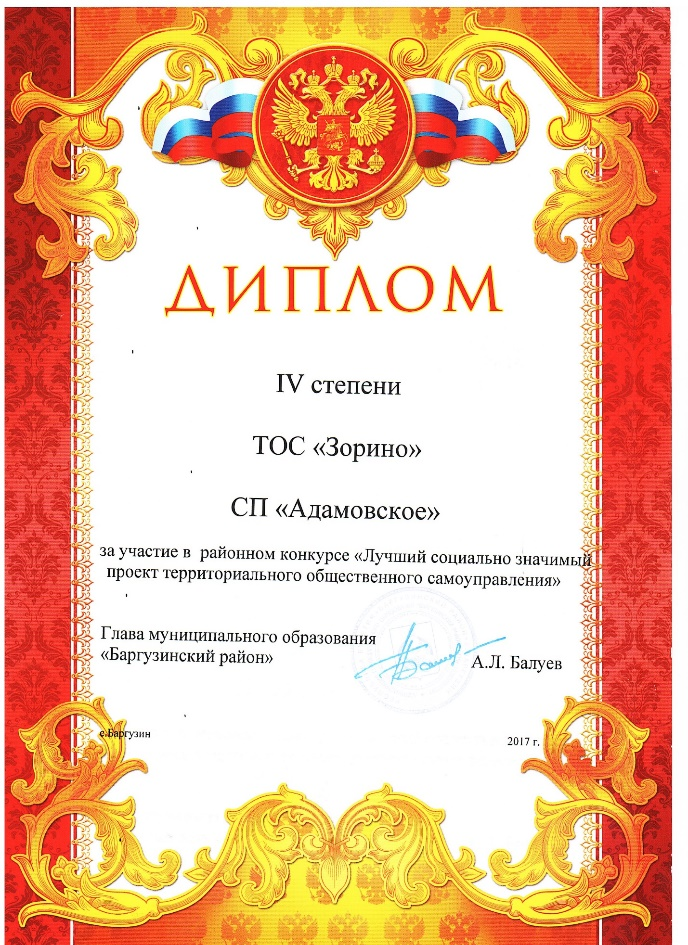 ДИПЛОМ
IV степени
ТОС «Зорино»
СП «Адамовское»
за участие в районном конкурсе «Лучший социально значимый
проект территориального общественного самоуправления»
Глава муниципального образования
«Баргузинский район»
А.Л. Балуев
с.Баргузин
2017 г.